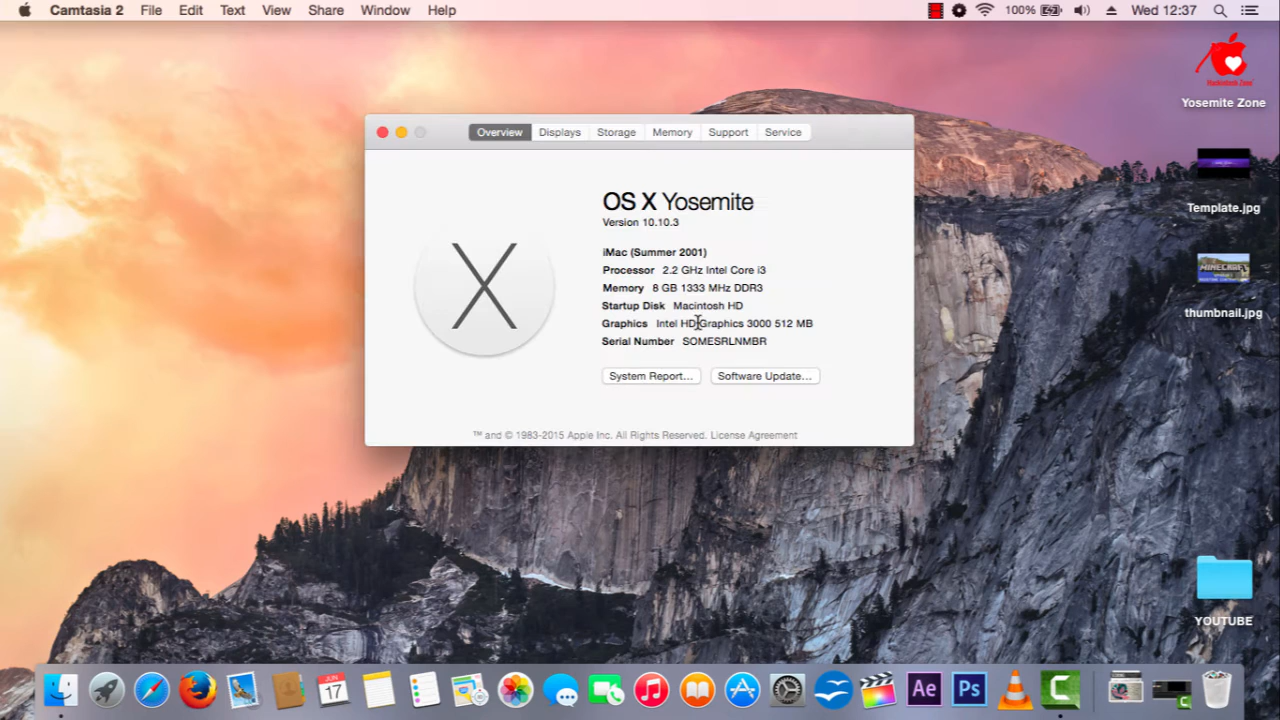 Camtasia 2 File Edit Text View Share Window Help 100% Wed 12:37
Yosemite Zone
Template.jpg
MINECRAFT
thumbnail.jpg
YOUTUBE
Overview Displays Storage Memory Support Service
OS X Yosemite
Version 10.10.3
iMac (Summer 2001)
Processor 2.2 GHz Intel Core i3
Memory 8 GB 1333 MHz DDR3
Startup Disk Macintosh HD
Graphics Intel HD Graphics 3000 512 MB
Serial Number SOMESRLNMBR
System Report... Software Update...
™ and © 1983-2015 Apple Inc. All Rights Reserved. License Agreement
JUN
17
Ae Ps